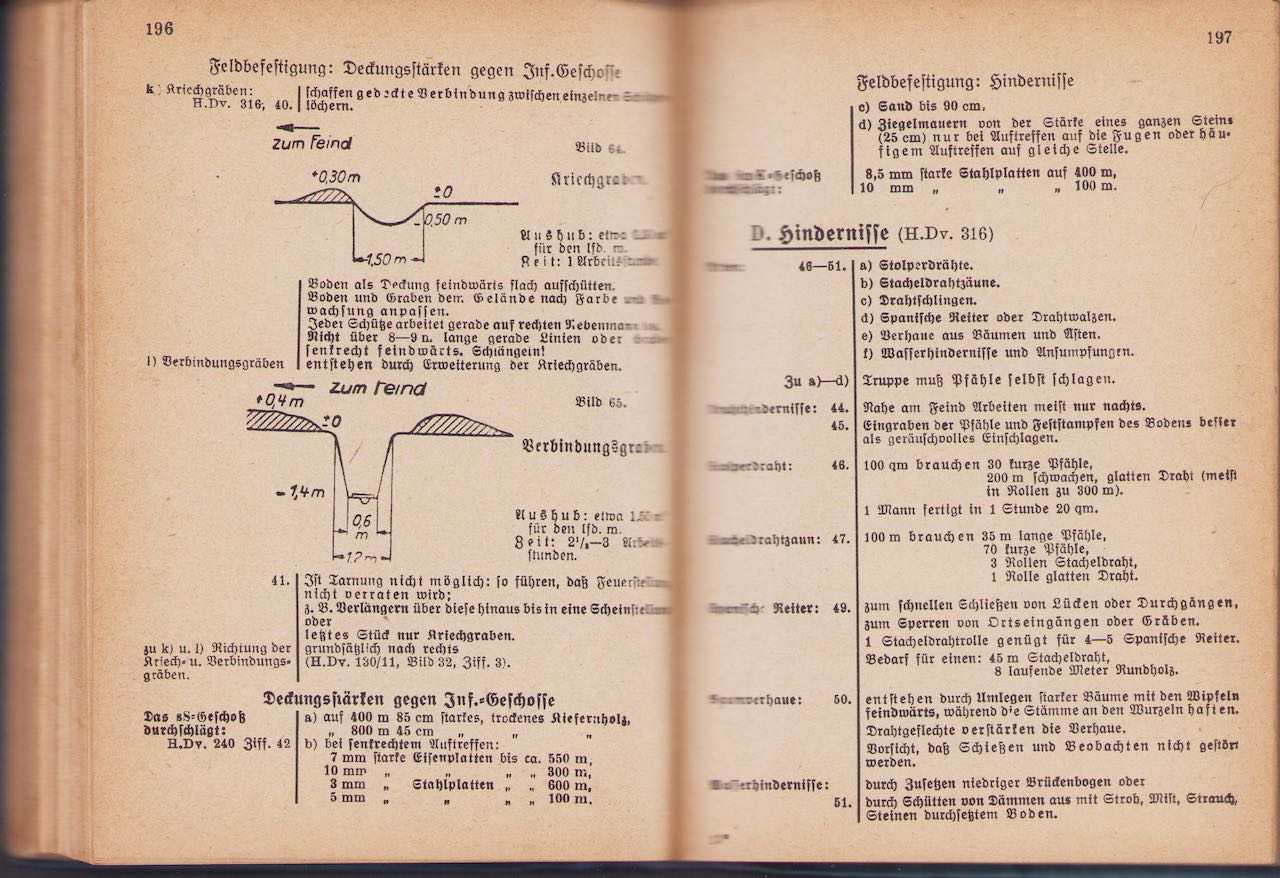 196
Feldbefestigung: Deckungsstärken gegen Inf.Geschosse
k) Kriechgräben:
H.Dv. 316, 40.
schaffen gedeckte Verbindung zwischen einzelnen
löchern.
zum Feind
Bild 64.
+0,30m
±0
-0,50 m
1,50 m
Kriechgraben.
Aushub: etwa
für den lfd. m.
Zeit: 1 Arbeitsstunde.
Boden als Deckung feindwärts flach aufschütten.
Boden und Graben dem Gelände nach Farbe und
wachsung anpassen.
Jeder Schütze arbeitet gerade auf rechten Nebenmann
Nicht über 8—9 m lange gerade Linien oder
senkrecht feindwärts. Schlängeln!
l) Verbindungsgräben
entstehen durch Erweiterung der Kriechgräben.
zum Feind
Bild 65.
+0,4m
±0
-1,4m
0,6
m
1,2 m
Verbindungsgraben.
Aushub: etwa
für den lfd. m.
Zeit: 2½—3 Arbeits-
stunden.
41.
Ist Tarnung nicht möglich: so führen, daß
nicht verraten wird;
z. B. Verlängern über diese hinaus bis in eine
oder
letztes Stück nur Kriechgraben.
zu k) u. l) Richtung der
Kriech- u. Verbindungs-
gräben.
grundsätzlich nach rechts
(H.Dv. 130/11, Bild 32, Ziff. 3).
Deckungsstärken gegen Inf.-Geschosse
Das sS-Geschoß
durchschlägt:
H.Dv. 240 Ziff. 42
a) auf 400 m 85 cm starkes, trockenes Kiefernholz,
„ 800 m 45 cm „ „ „
b) bei senkrechtem Auftreffen:
7 mm starke Eisenplatten bis ca. 550 m,
10 mm „ „ „ „ 300 m,
3 mm „ Stahlplatten „ „ 600 m,
5 mm „ „ „ „ 100 m.
197
Feldbefestigung: Hindernisse
c) Sand bis 90 cm,
d) Ziegelmauern von der Stärke eines ganzen Steins
(25 cm) nur bei Auftreffen auf die Fugen oder häu-
figem Auftreffen auf gleiche Stelle.
8,5 mm starke Stahlplatten auf 400 m,
10 mm „ „ „ 100 m.
D. Hindernisse (H.Dv. 316)
46—51.
a) Stolperdrähte.
b) Stacheldrahtzäune.
c) Drahtschlingen.
d) Spanische Reiter oder Drahtwalzen.
e) Verhaue aus Bäumen und Ästen.
f) Wasserhindernisse und Ansumpfungen.
Zu a)—d)
Truppe muß Pfähle selbst schlagen.
Drahthindernisse: 44.
Nahe am Feind Arbeiten meist nur nachts.
45.
Eingraben der Pfähle und Feststampfen des Bodens besser
als geräuschvolles Einschlagen.
Stolperdraht: 46.
100 qm brauchen 30 kurze Pfähle,
200 m schwachen, glatten Draht (meist
in Rollen zu 300 m).
1 Mann fertigt in 1 Stunde 20 qm.
Stacheldrahtzaun: 47.
100 m brauchen 35 m lange Pfähle,
70 kurze Pfähle,
3 Rollen Stacheldraht,
1 Rolle glatten Draht.
Spanische Reiter: 49.
zum schnellen Schließen von Lücken oder Durchgängen,
zum Sperren von Ortseingängen oder Gräben.
1 Stacheldrahtrolle genügt für 4—5 Spanische Reiter.
Bedarf für einen: 45 m Stacheldraht,
8 laufende Meter Rundholz.
Baumverhaue: 50.
entstehen durch Umlegen starker Bäume mit den Wipfeln
feindwärts, während die Stämme an den Wurzeln haften.
Drahtgeflechte verstärken die Verhaue.
Vorsicht, daß Schießen und Beobachten nicht gestört
werden.
Wasserhindernisse:
51.
durch Zusetzen niedriger Brückenbogen oder
durch Schütten von Dämmen aus mit Stroh, Mist, Strauch,
Steinen durchsetztem Boden.